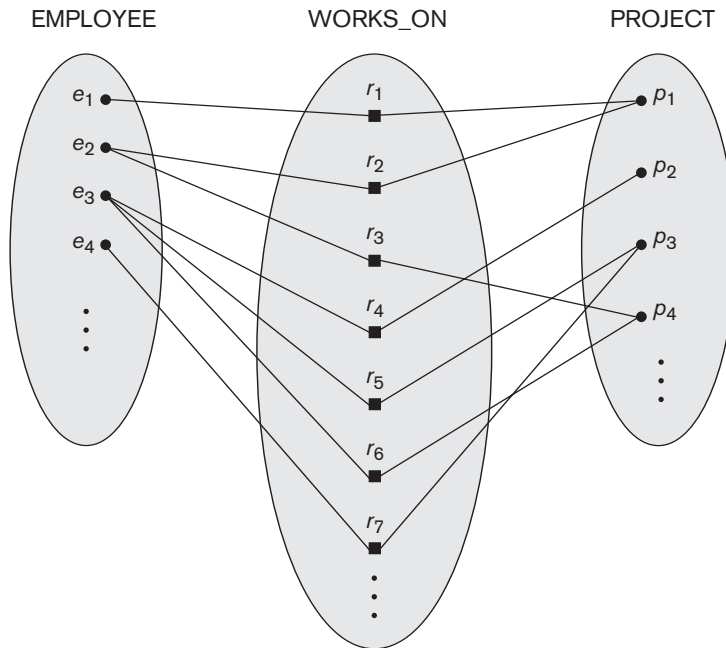 EMPLOYEE WORKS_ON PROJECT
e1
e2
e3
e4
r1
r2
r3
r4
r5
r6
r7
p1
p2
p3
p4